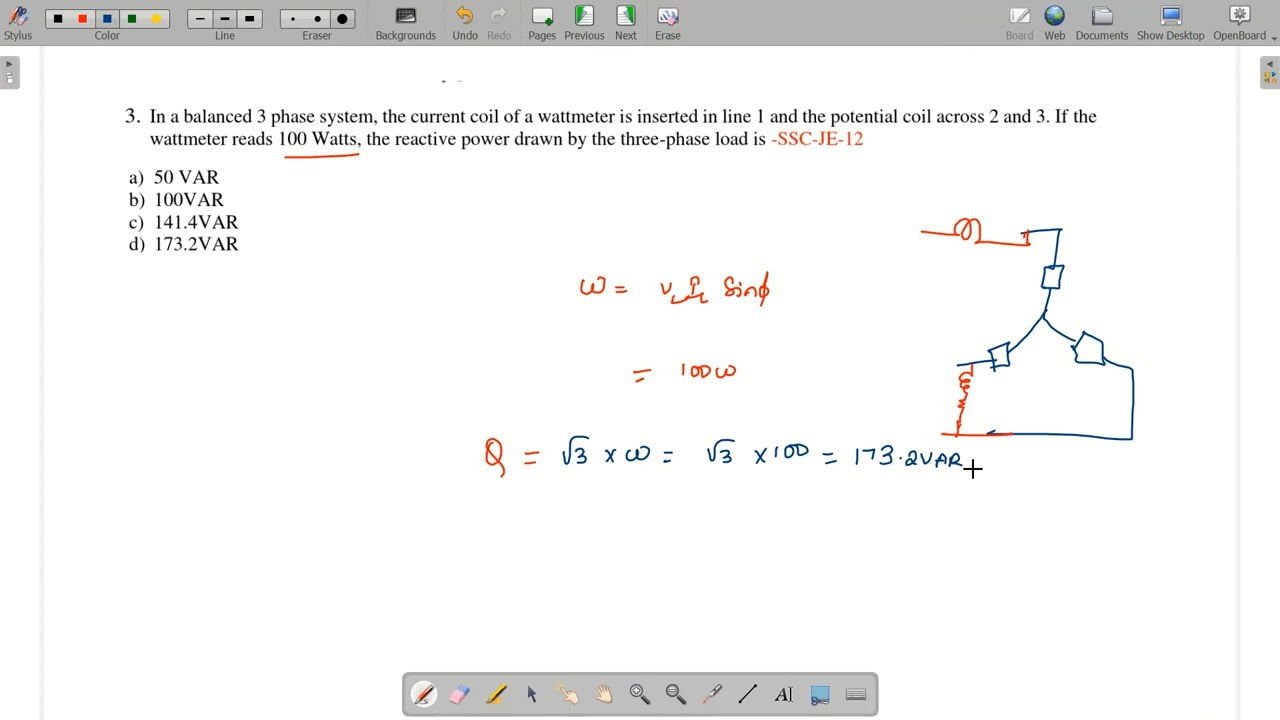 Stylus Color Line Eraser Backgrounds Undo Redo Pages Previous Next Erase Board Web Documents Show Desktop OpenBoard
3. In a balanced 3 phase system, the current coil of a wattmeter is inserted in line 1 and the potential coil across 2 and 3. If the
wattmeter reads 100 Watts, the reactive power drawn by the three-phase load is -SSC-JE-12
a) 50 VAR
b) 100VAR
c) 141.4VAR
d) 173.2VAR
ω = Sinφ
= 100ω
Q = √3 × ω = √3 × 100 = 173.2VAR
AI